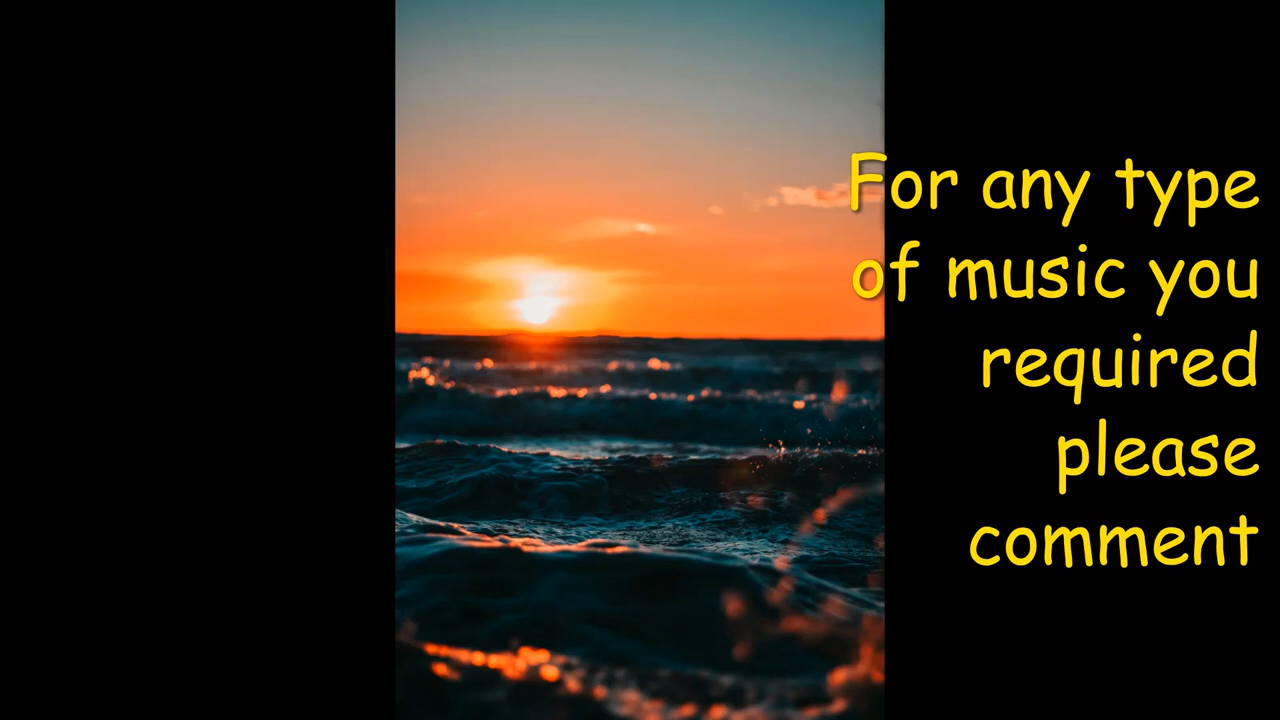 For any type
of music you
required
please
comment